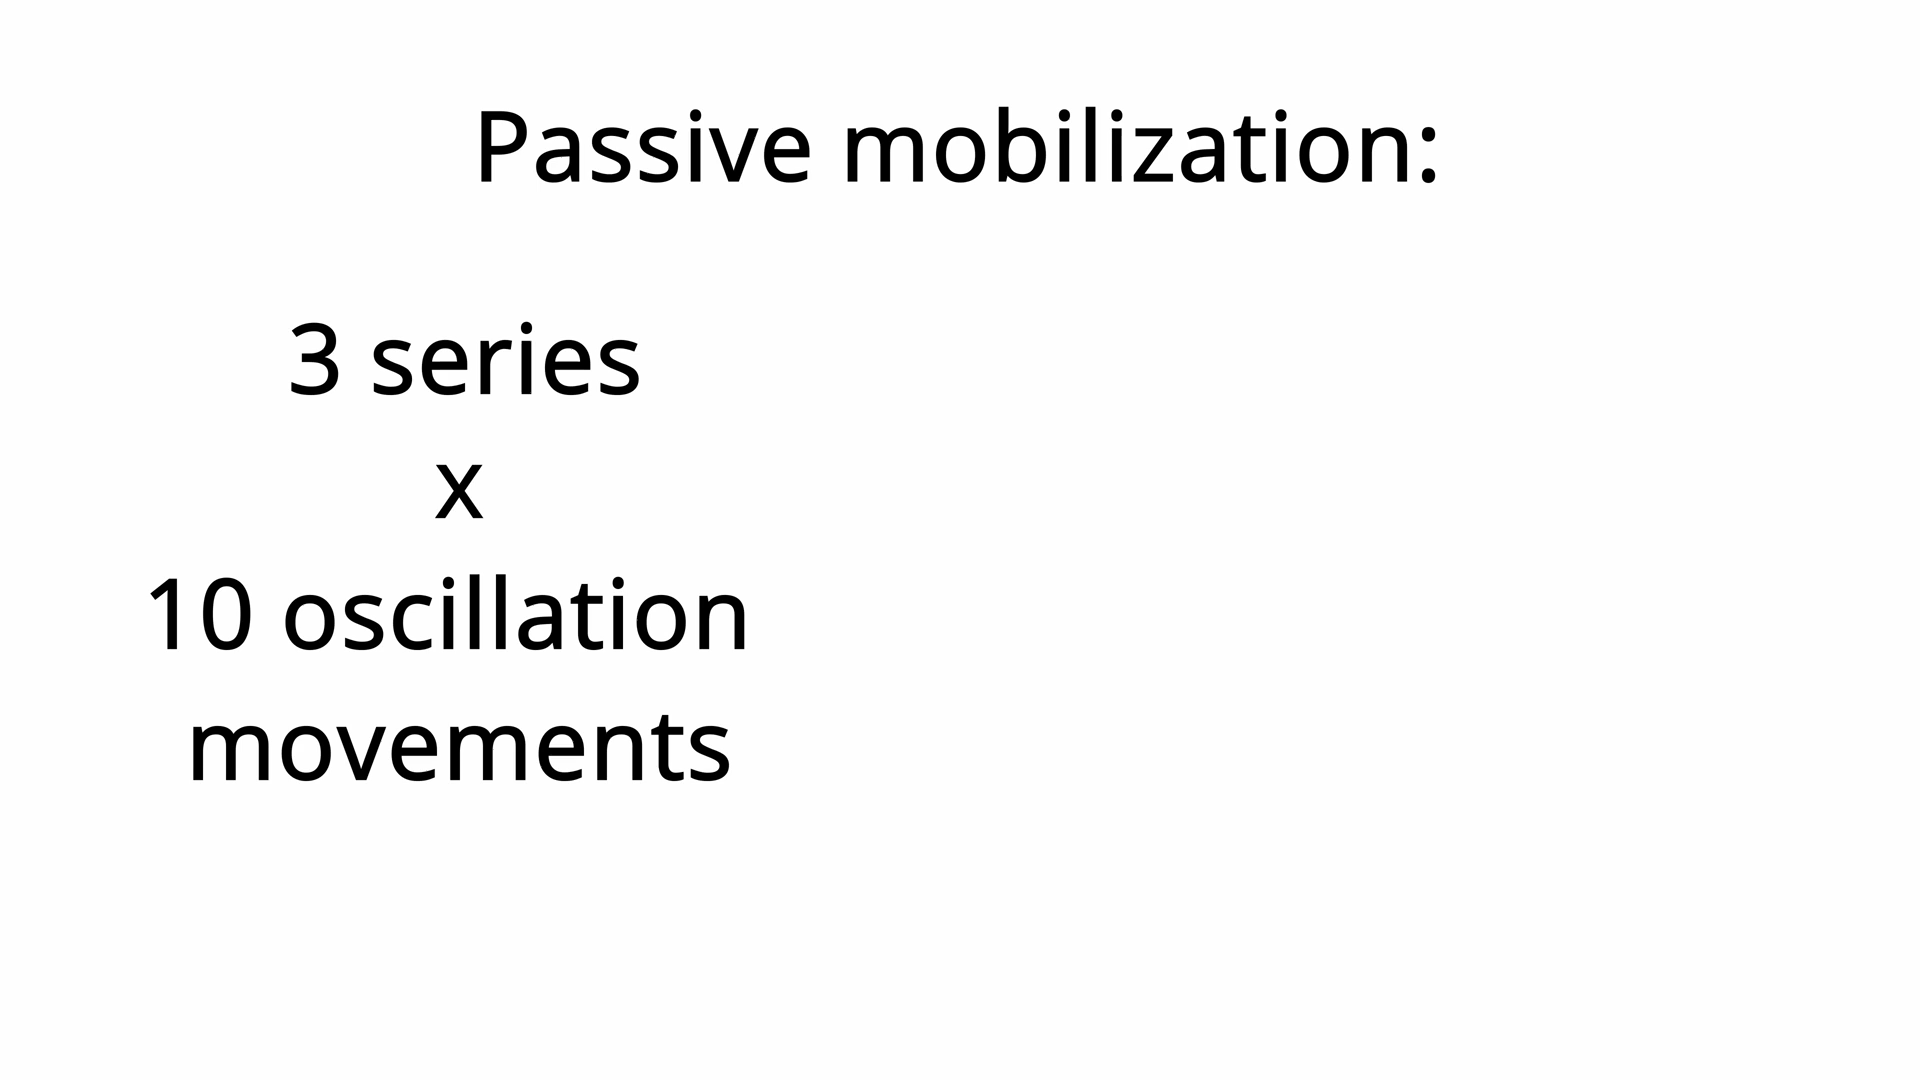 Passive mobilization:
3 series
x
10 oscillation
movements